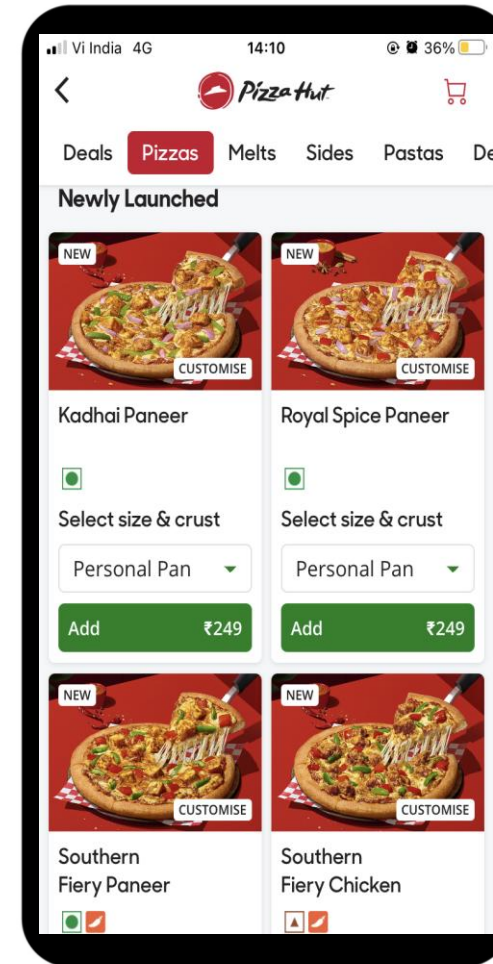 Vi India 4G 14:10 36%
Pizza Hut
Deals Pizzas Melts Sides Pastas De
Newly Launched
NEW NEW
CUSTOMISE CUSTOMISE
Kadhai Paneer Royal Spice Paneer
Select size & crust Select size & crust
Personal Pan Personal Pan
Add ₹249 Add ₹249
NEW NEW
CUSTOMISE CUSTOMISE
Southern Southern
Fiery Paneer Fiery Chicken